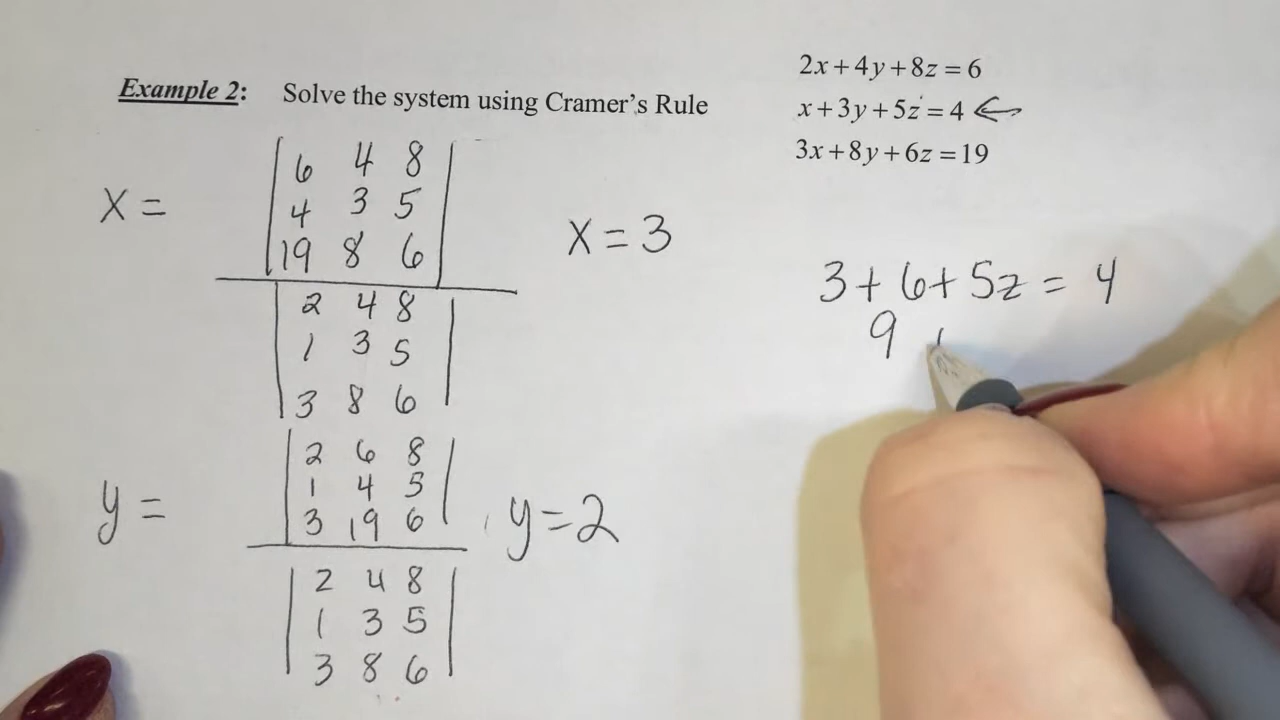 Example 2: Solve the system using Cramer's Rule
2x + 4y + 8z = 6
x + 3y + 5z = 4 ←
3x + 8y + 6z = 19
x =
6 4 8
4 3 5
19 8 6
2 4 8
1 3 5
3 8 6
x = 3
y =
2 6 8
1 4 5
3 19 6
2 4 8
1 3 5
3 8 6
y = 2
3 + 6 + 5z = 4
9